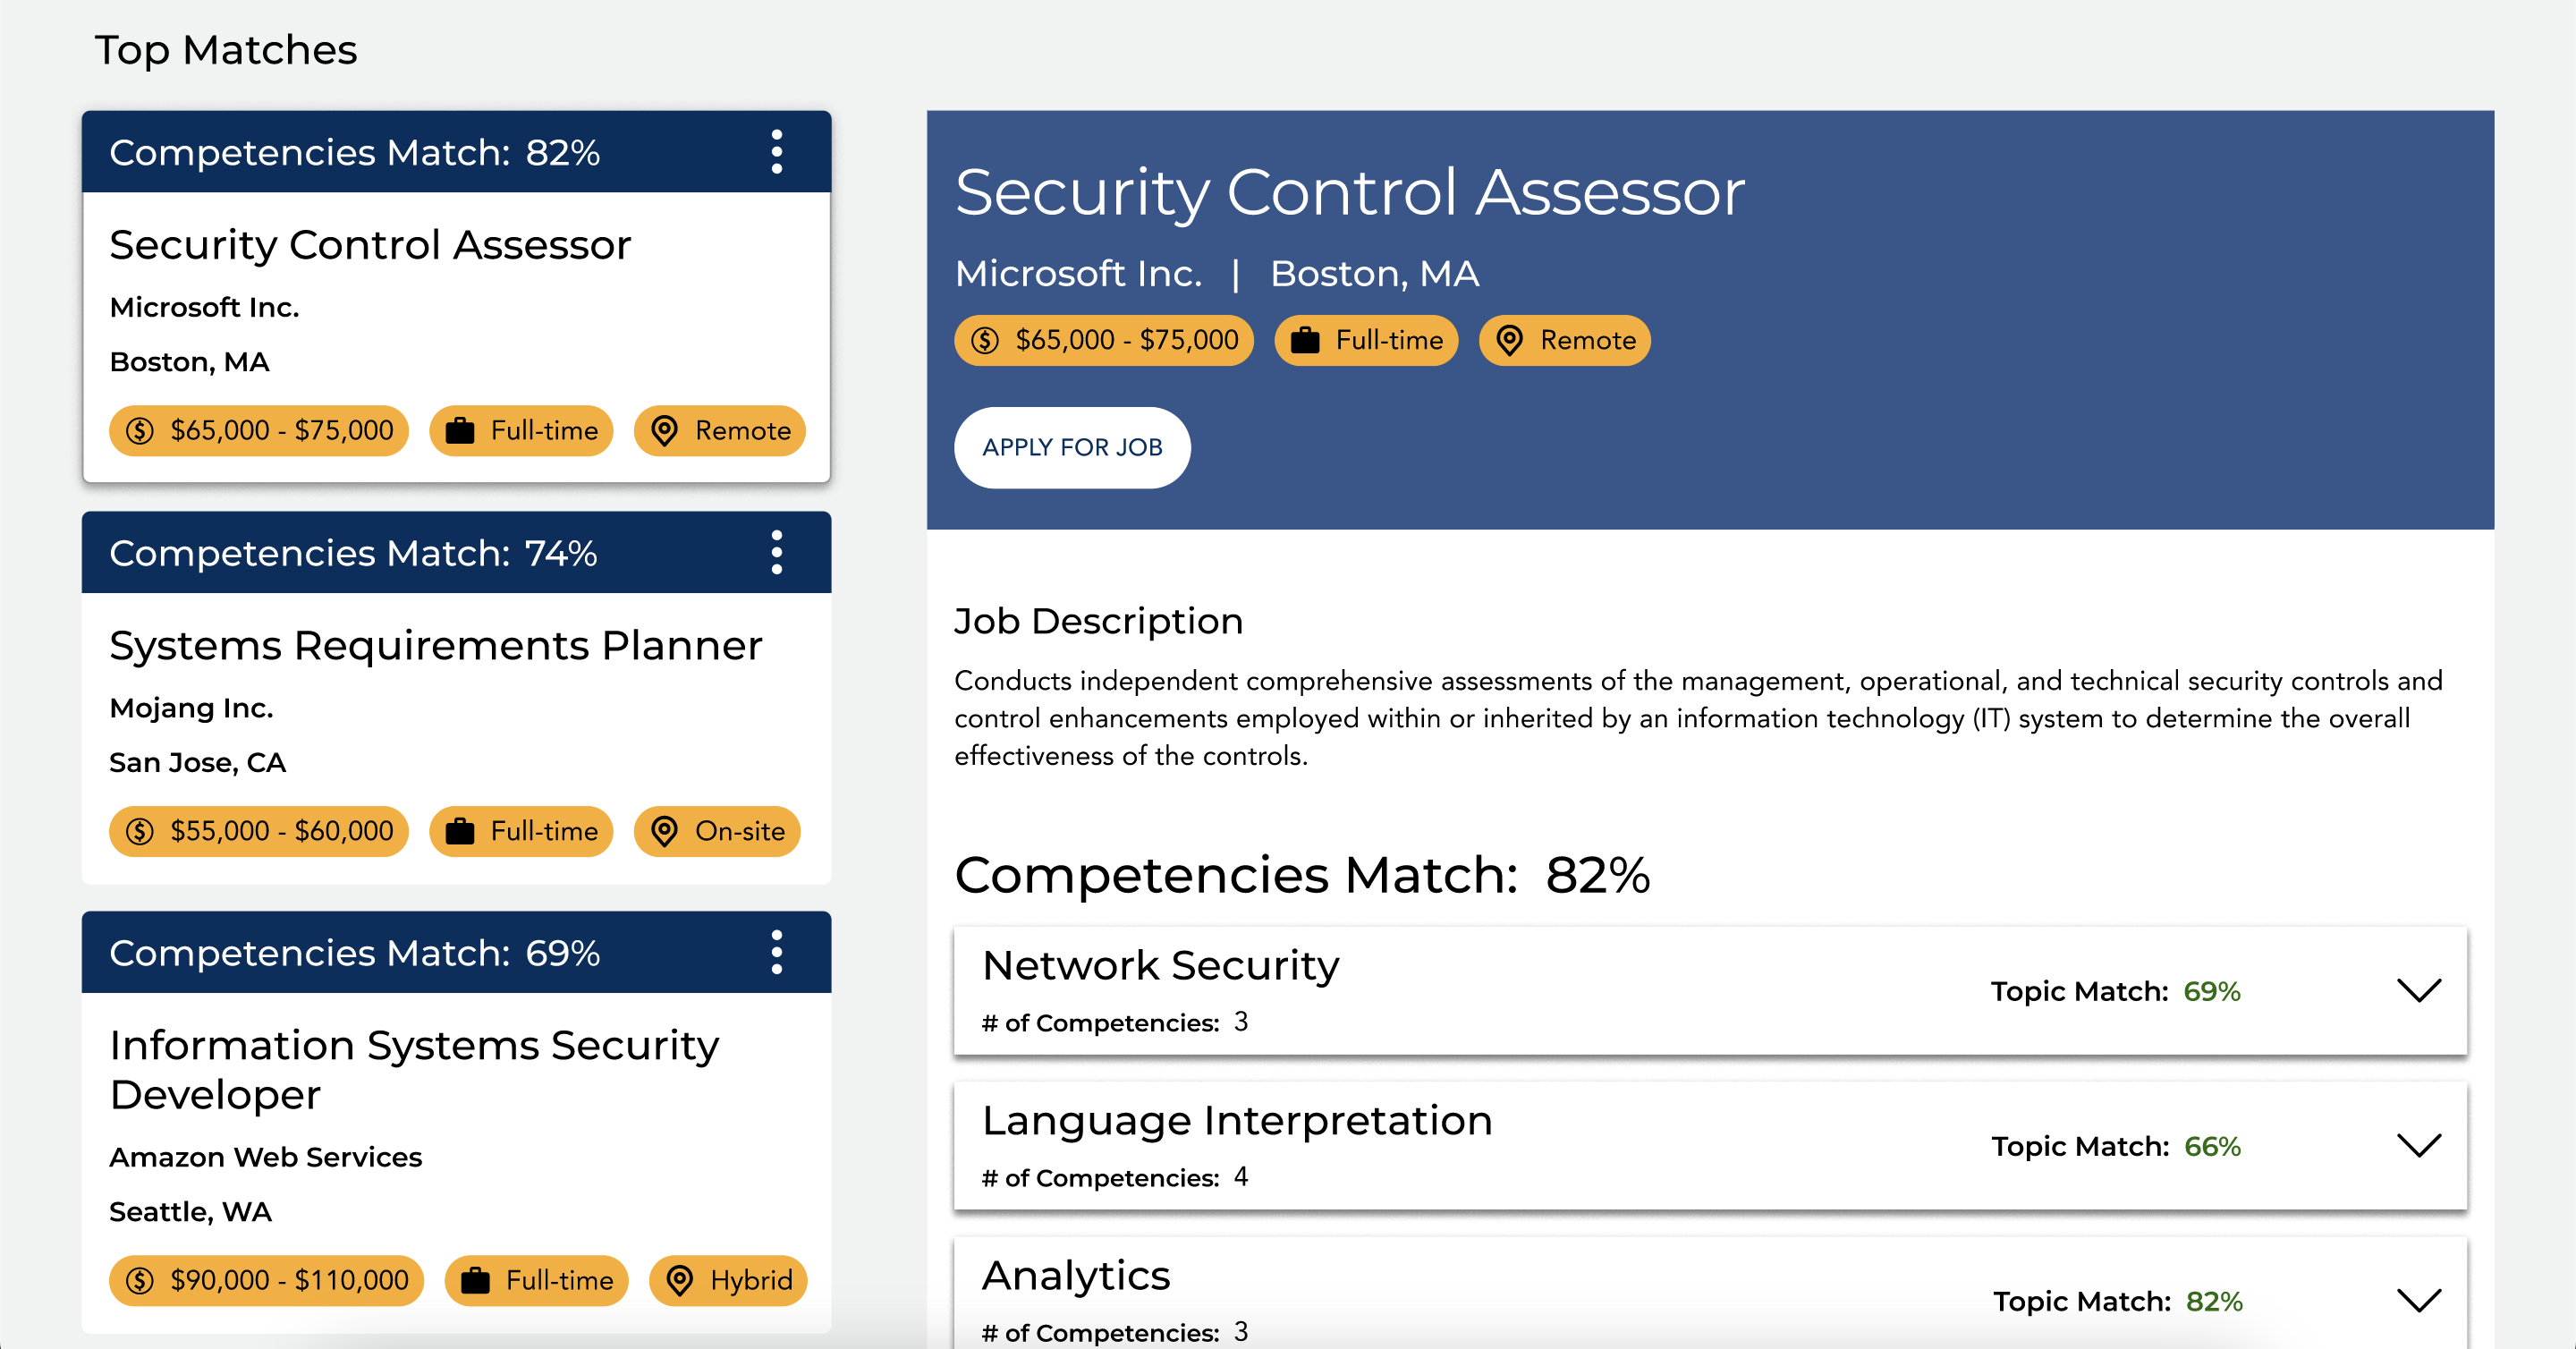 Top Matches
Competencies Match: 82%
Security Control Assessor
Microsoft Inc.
Boston, MA
$65,000 - $75,000 Full-time Remote
Competencies Match: 74%
Systems Requirements Planner
Mojang Inc.
San Jose, CA
$55,000 - $60,000 Full-time On-site
Competencies Match: 69%
Information Systems Security
Developer
Amazon Web Services
Seattle, WA
$90,000 - $110,000 Full-time Hybrid
Security Control Assessor
Microsoft Inc. | Boston, MA
$65,000 - $75,000 Full-time Remote
APPLY FOR JOB
Job Description
Conducts independent comprehensive assessments of the management, operational, and technical security controls and
control enhancements employed within or inherited by an information technology (IT) system to determine the overall
effectiveness of the controls.
Competencies Match: 82%
Network Security
# of Competencies: 3
Topic Match: 69%
Language Interpretation
# of Competencies: 4
Topic Match: 66%
Analytics
# of Competencies: 3
Topic Match: 82%